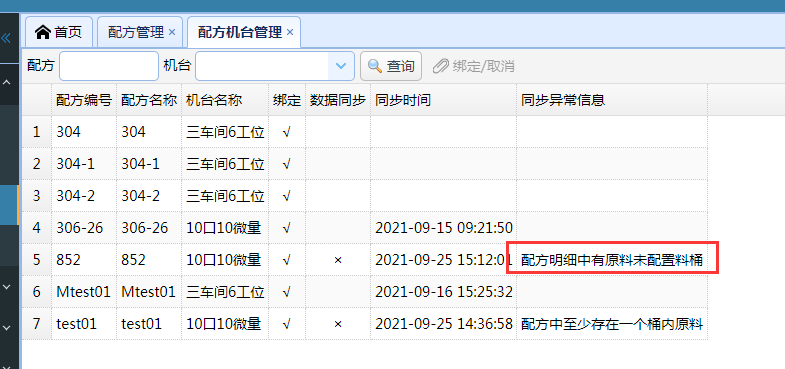 首页 配方管理 × 配方机台管理 ×
配方 机台 查询 绑定/取消
配方编号 配方名称 机台名称 绑定 数据同步 同步时间 同步异常信息
1 304 304 三车间6工位 √
2 304-1 304-1 三车间6工位 √
3 304-2 304-2 三车间6工位 √
4 306-26 306-26 10口10微量 √ 2021-09-15 09:21:50
5 852 852 10口10微量 √ × 2021-09-25 15:12:01 配方明细中有原料未配置料桶
6 Mtest01 Mtest01 三车间6工位 √ 2021-09-16 15:25:32
7 test01 test01 10口10微量 √ × 2021-09-25 14:36:58 配方中至少存在一个桶内原料